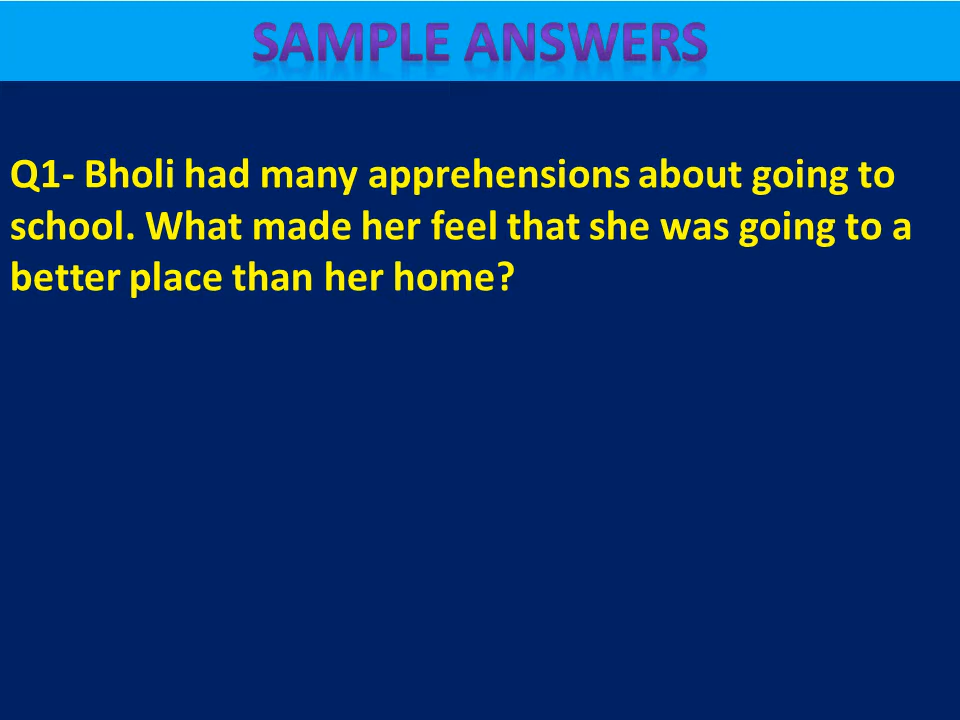 SAMPLE ANSWERS
Q1- Bholi had many apprehensions about going to
school. What made her feel that she was going to a
better place than her home?